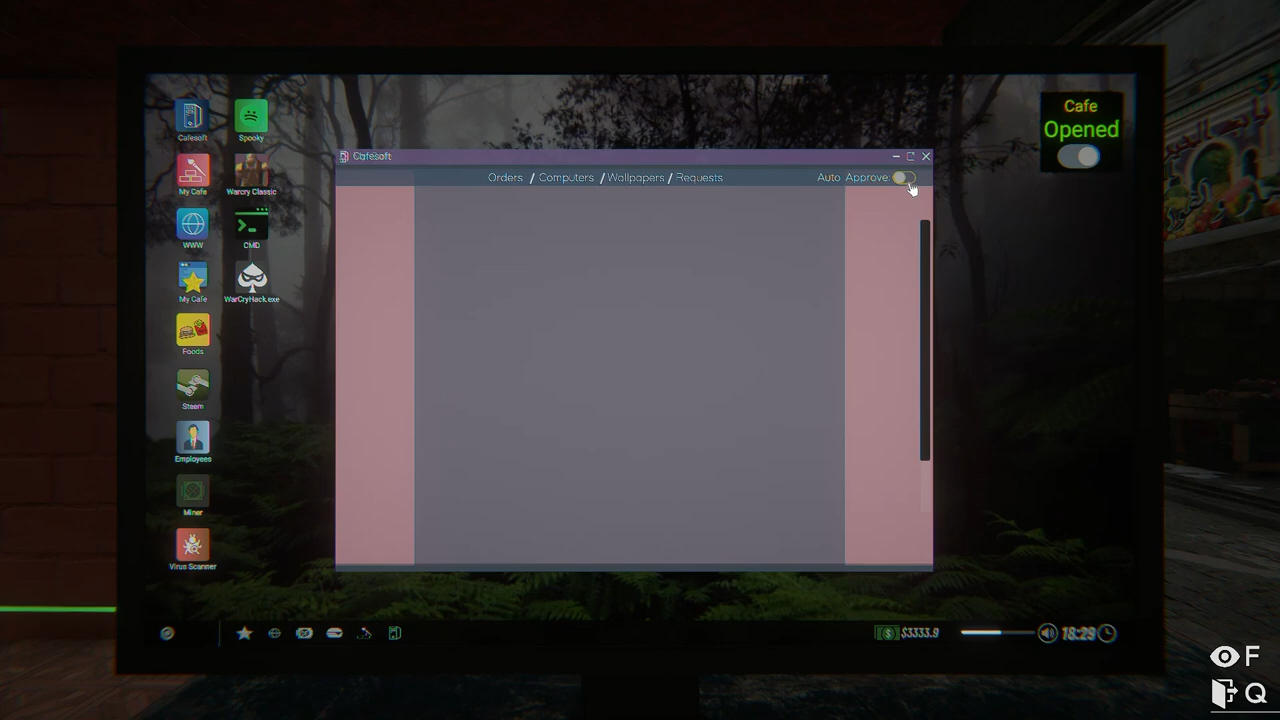 Cafesoft
Spooky
My Cafe
Warcry Classic
WWW
CMD
My Cafe
WarCryHack.exe
Foods
Steem
Employees
Miner
Virus Scanner
Cafesoft
Orders / Computers / Wallpapers / Requests
Auto Approve:
Cafe
Opened
$3333.9
18:29
F
Q